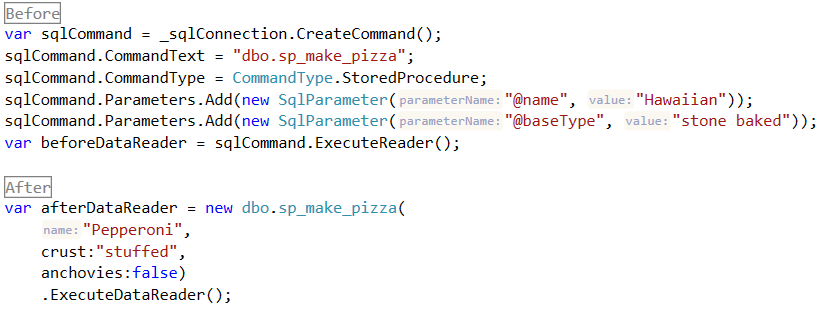 Before
var sqlCommand = _sqlConnection.CreateCommand();
sqlCommand.CommandText = "dbo.sp_make_pizza";
sqlCommand.CommandType = CommandType.StoredProcedure;
sqlCommand.Parameters.Add(new SqlParameter(parameterName:"@name", value:"Hawaiian"));
sqlCommand.Parameters.Add(new SqlParameter(parameterName:"@baseType", value:"stone baked"));
var beforeDataReader = sqlCommand.ExecuteReader();
After
var afterDataReader = new dbo.sp_make_pizza(
name:"Pepperoni",
crust:"stuffed",
anchovies:false)
.ExecuteDataReader();